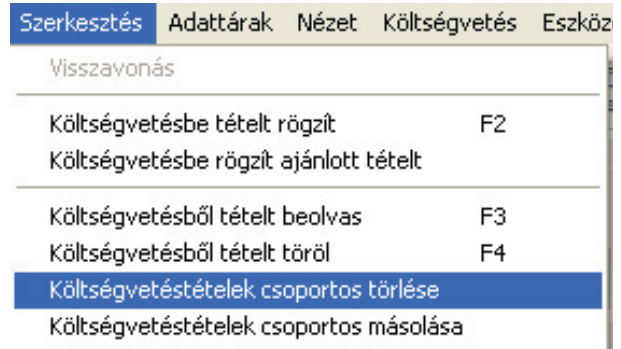 Szerkesztés Adattárak Nézet Költségvetés
Visszavonás
Költségvetésbe tételt rögzít F2
Költségvetésbe rögzít ajánlott tételt
Költségvetésből tételt beolvas F3
Költségvetésből tételt töröl F4
Költségvetéstételek csoportos törlése
Költségvetéstételek csoportos másolása